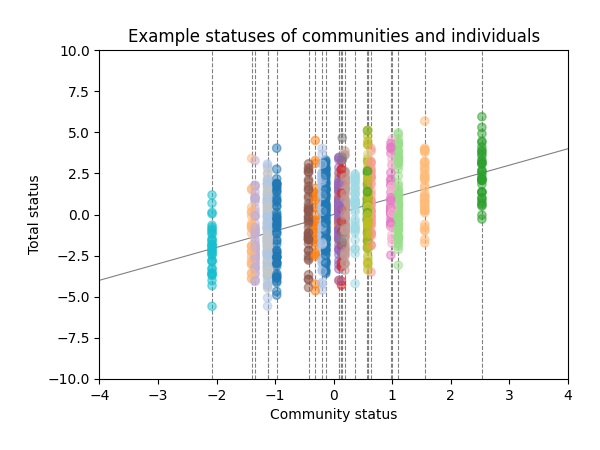 Example statuses of communities and individuals
10.0
7.5
5.0
2.5
0.0
−2.5
−5.0
−7.5
−10.0
Total status
−4 −3 −2 −1 0 1 2 3 4
Community status